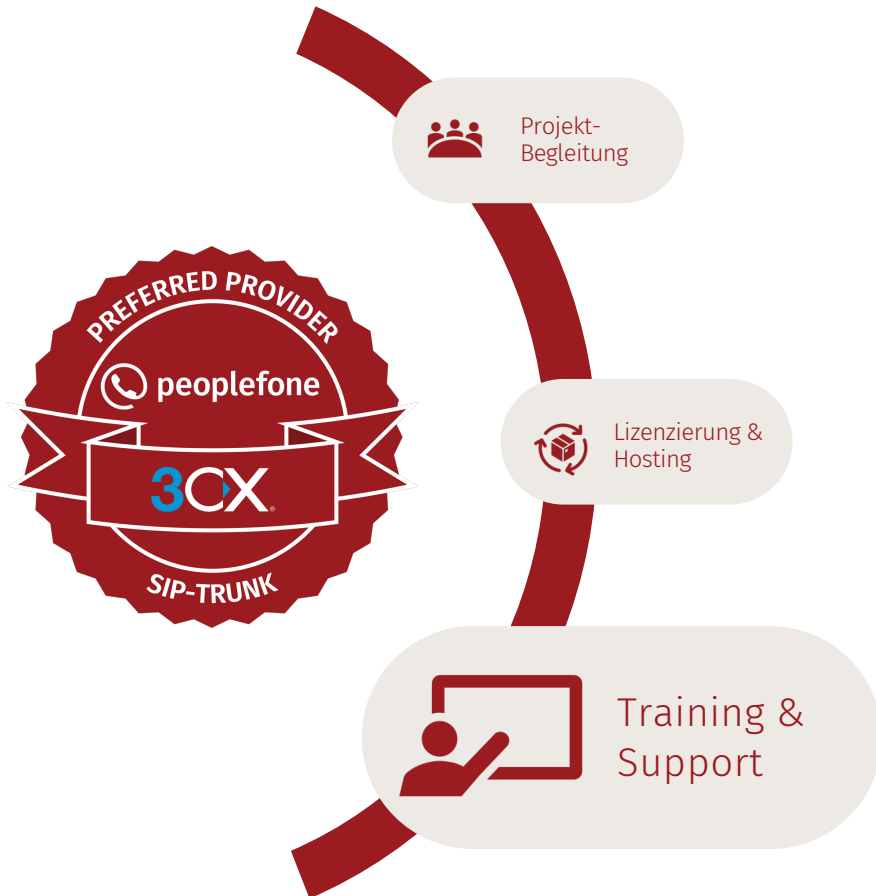 PREFERRED PROVIDER
peoplefone
3CX®
SIP-TRUNK
Projekt-
Begleitung
Lizenzierung &
Hosting
Training &
Support